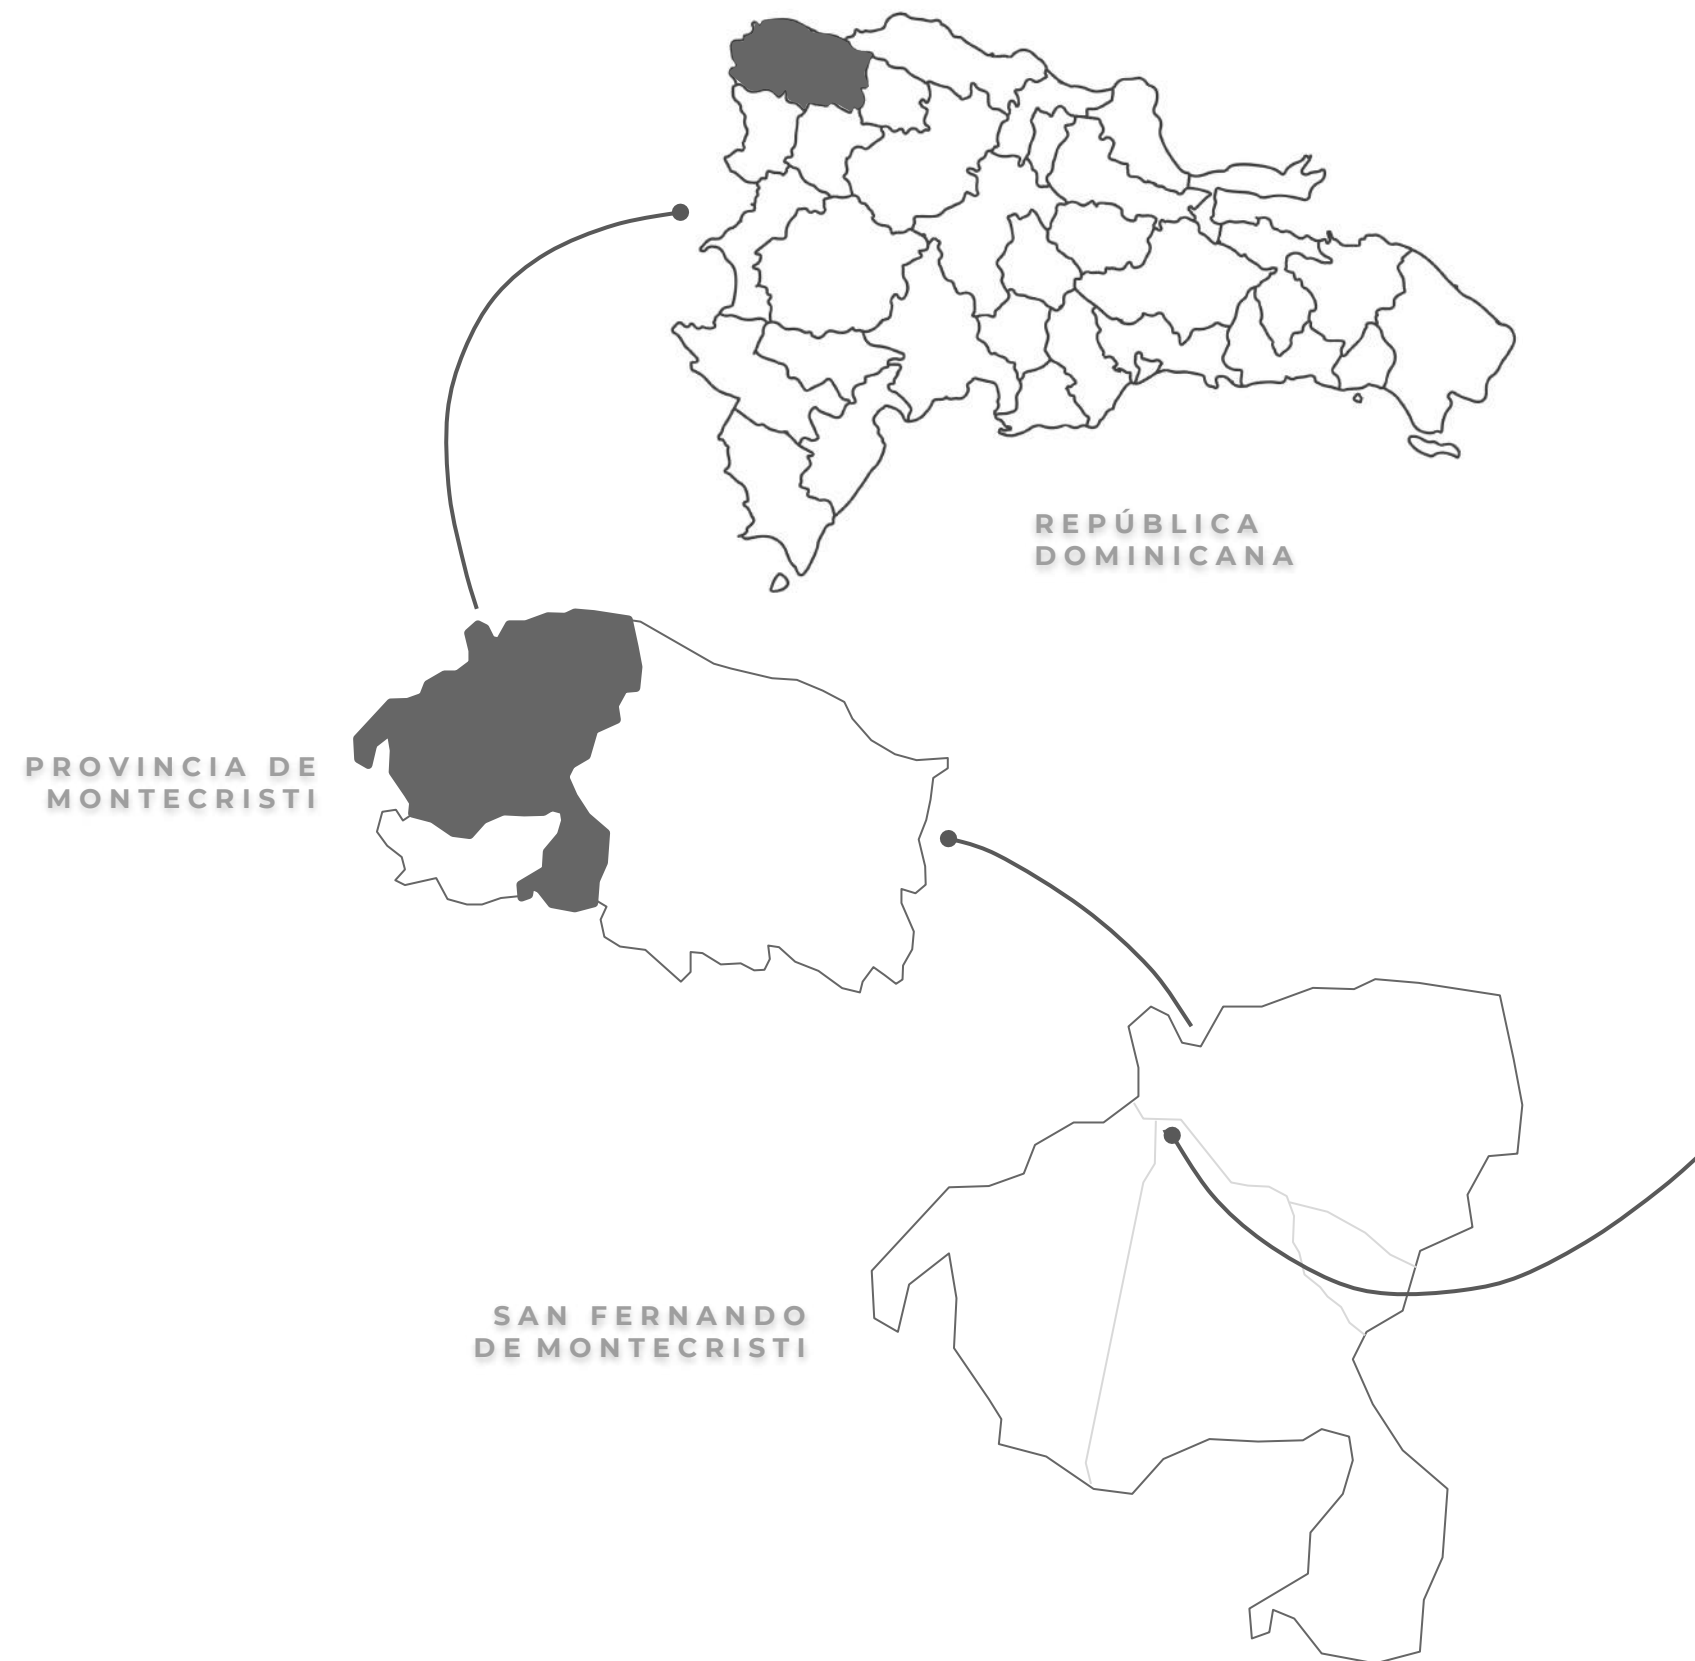 REPÚBLICA
DOMINICANA
PROVINCIA DE
MONTECRISTI
SAN FERNANDO
DE MONTECRISTI